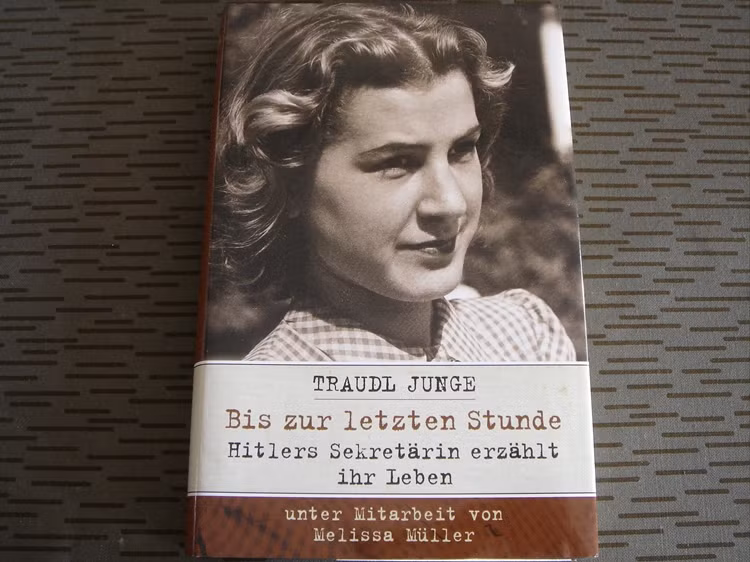 TRAUDL JUNGE
Bis zur letzten Stunde
Hitlers Sekretärin erzählt
ihr Leben
unter Mitarbeit von
Melissa Müller